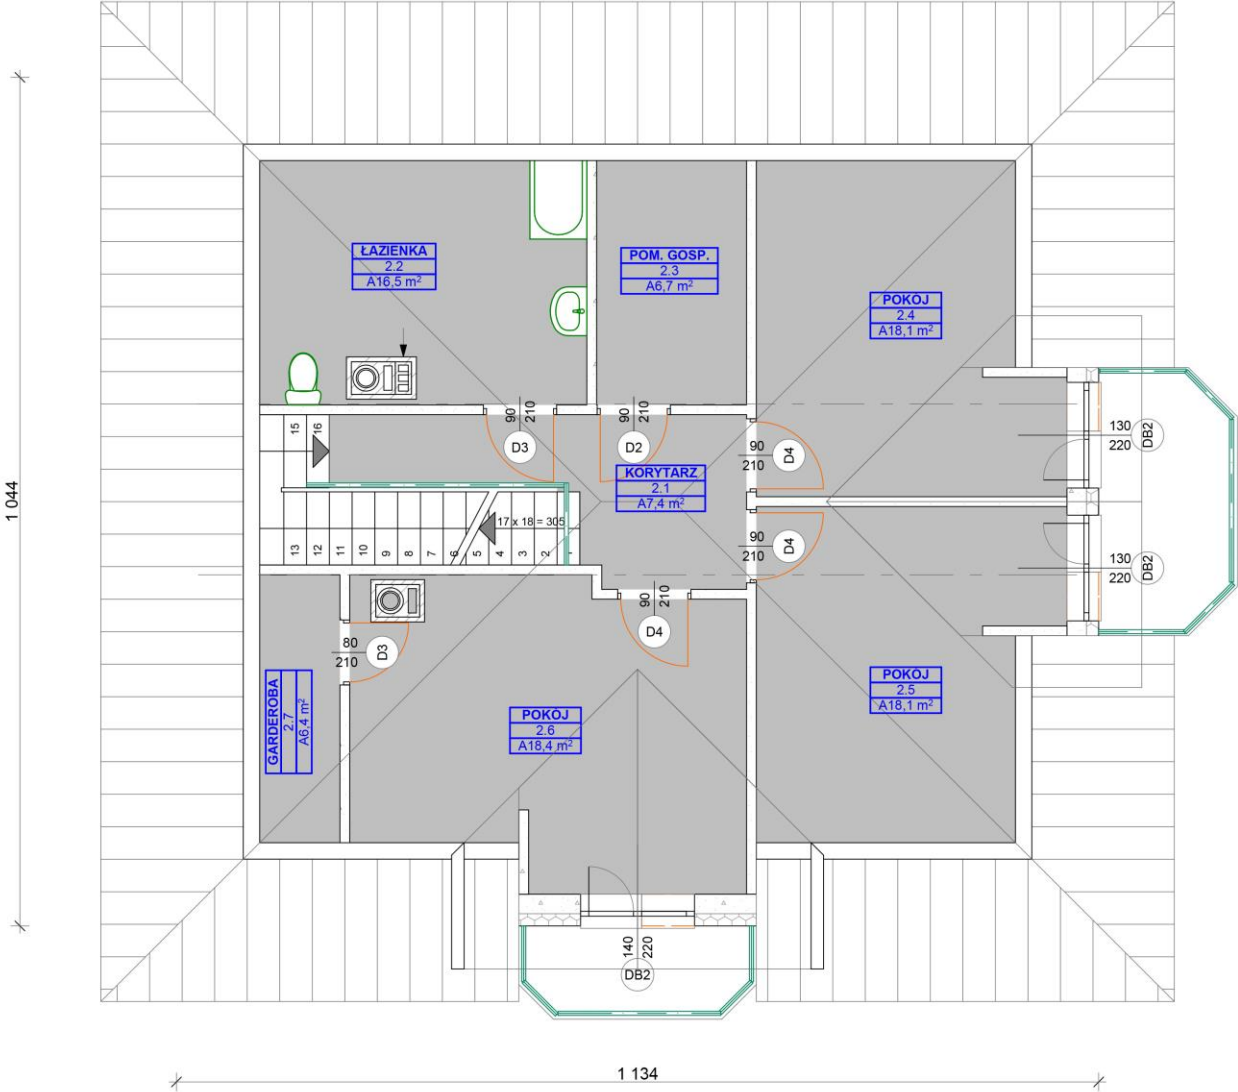 1 044
ŁAZIENKA
2.2
A16,5 m²
POM. GOSP.
2.3
A6,7 m²
POKÓJ
2.4
A18,1 m²
90
210
D3
90
210
D2
90
210
D4
130
220
DB2
15
16
KORYTARZ
2.1
A7,4 m²
17 x 18 = 305
13
12
11
10
9
8
7
6
5
4
3
2
1
90
210
D4
130
220
DB2
90
210
D4
80
210
D3
GARDEROBA
2.7
A6,4 m²
POKÓJ
2.6
A18,4 m²
POKÓJ
2.5
A18,1 m²
140
220
DB2
1 134